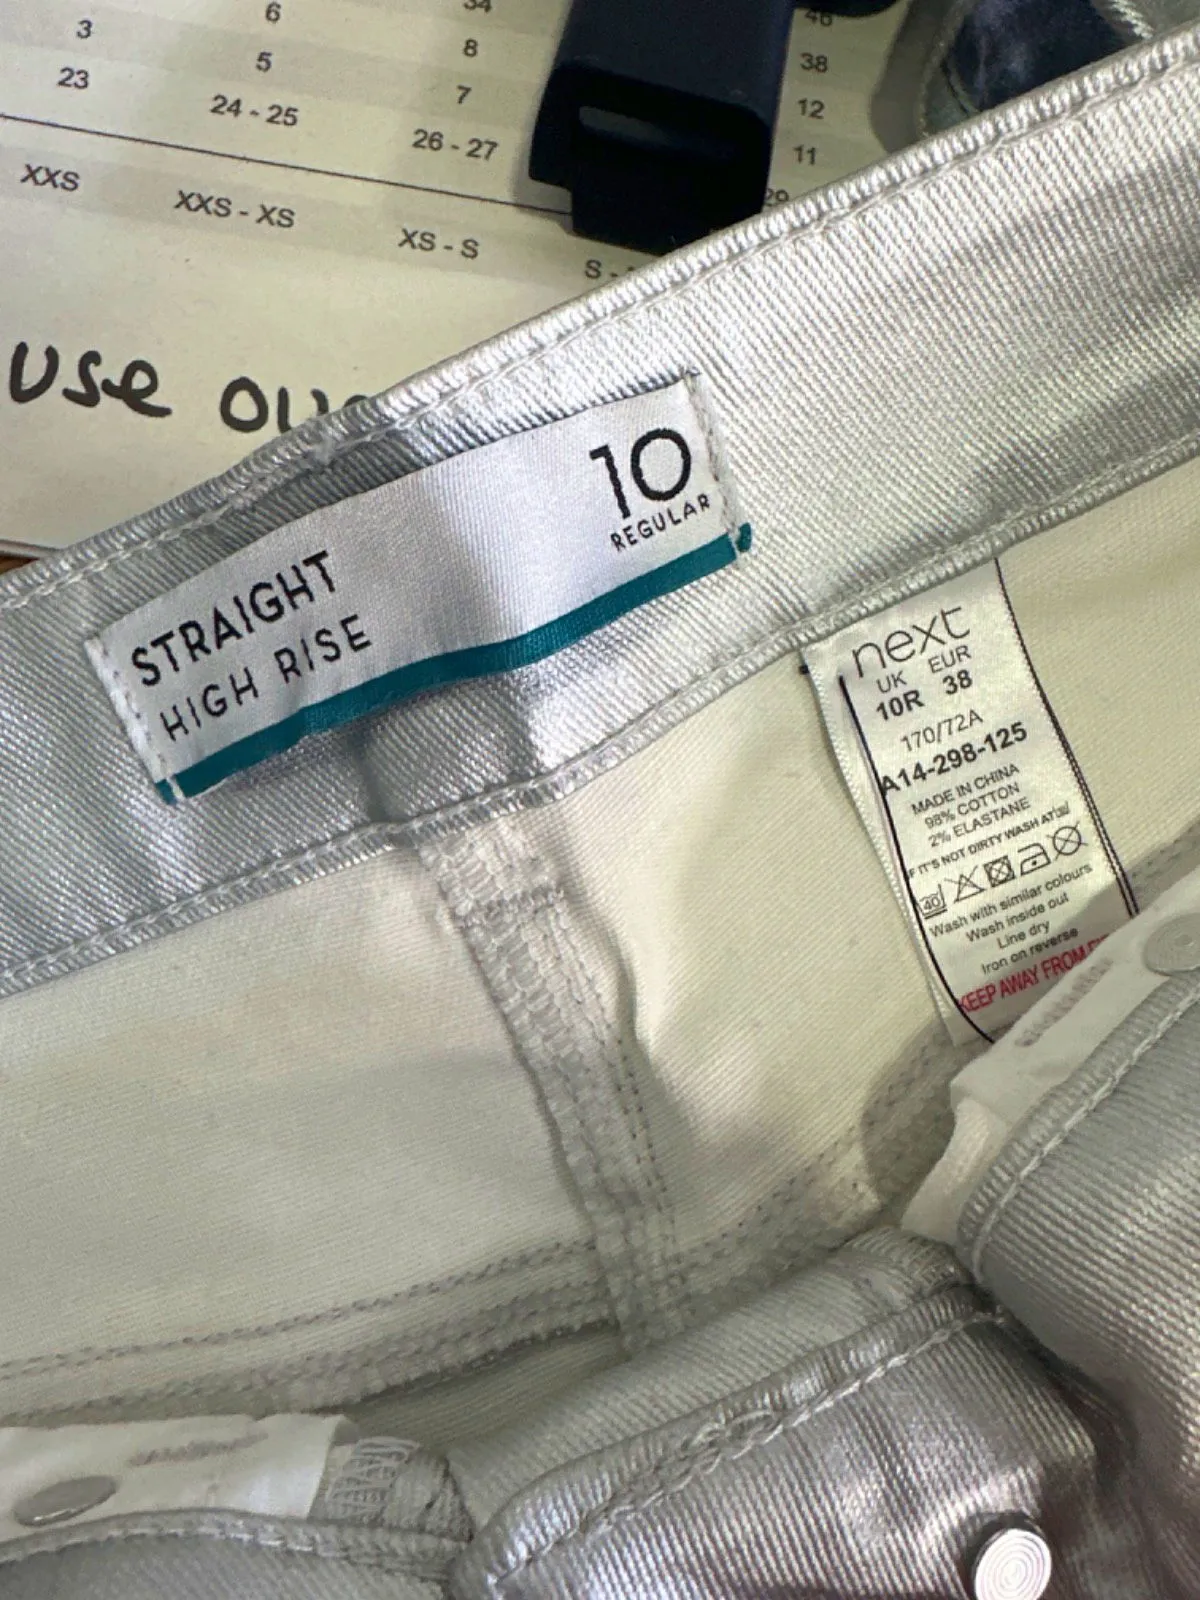 6
34
46
3
5
8
38
23
24 - 25
7
12
26 - 27
11
29
XXS
XXS - XS
XS - S
S -
use
STRAIGHT
HIGH RISE
10
REGULAR
next
UK EUR
10R 38
170/72A
A14-298-125
MADE IN CHINA
98% COTTON
2% ELASTANE
IF IT'S NOT DIRTY WASH AT
40
Wash with similar colours
Wash inside out
Line dry
Iron on reverse
KEEP AWAY FROM